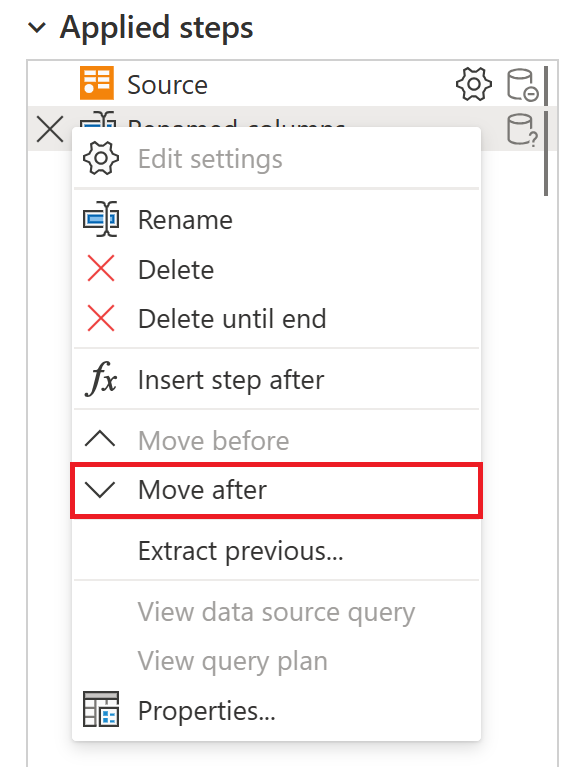 Applied steps
Source
Renamed columns
Edit settings
Rename
Delete
Delete until end
fx Insert step after
Move before
Move after
Extract previous...
View data source query
View query plan
Properties...